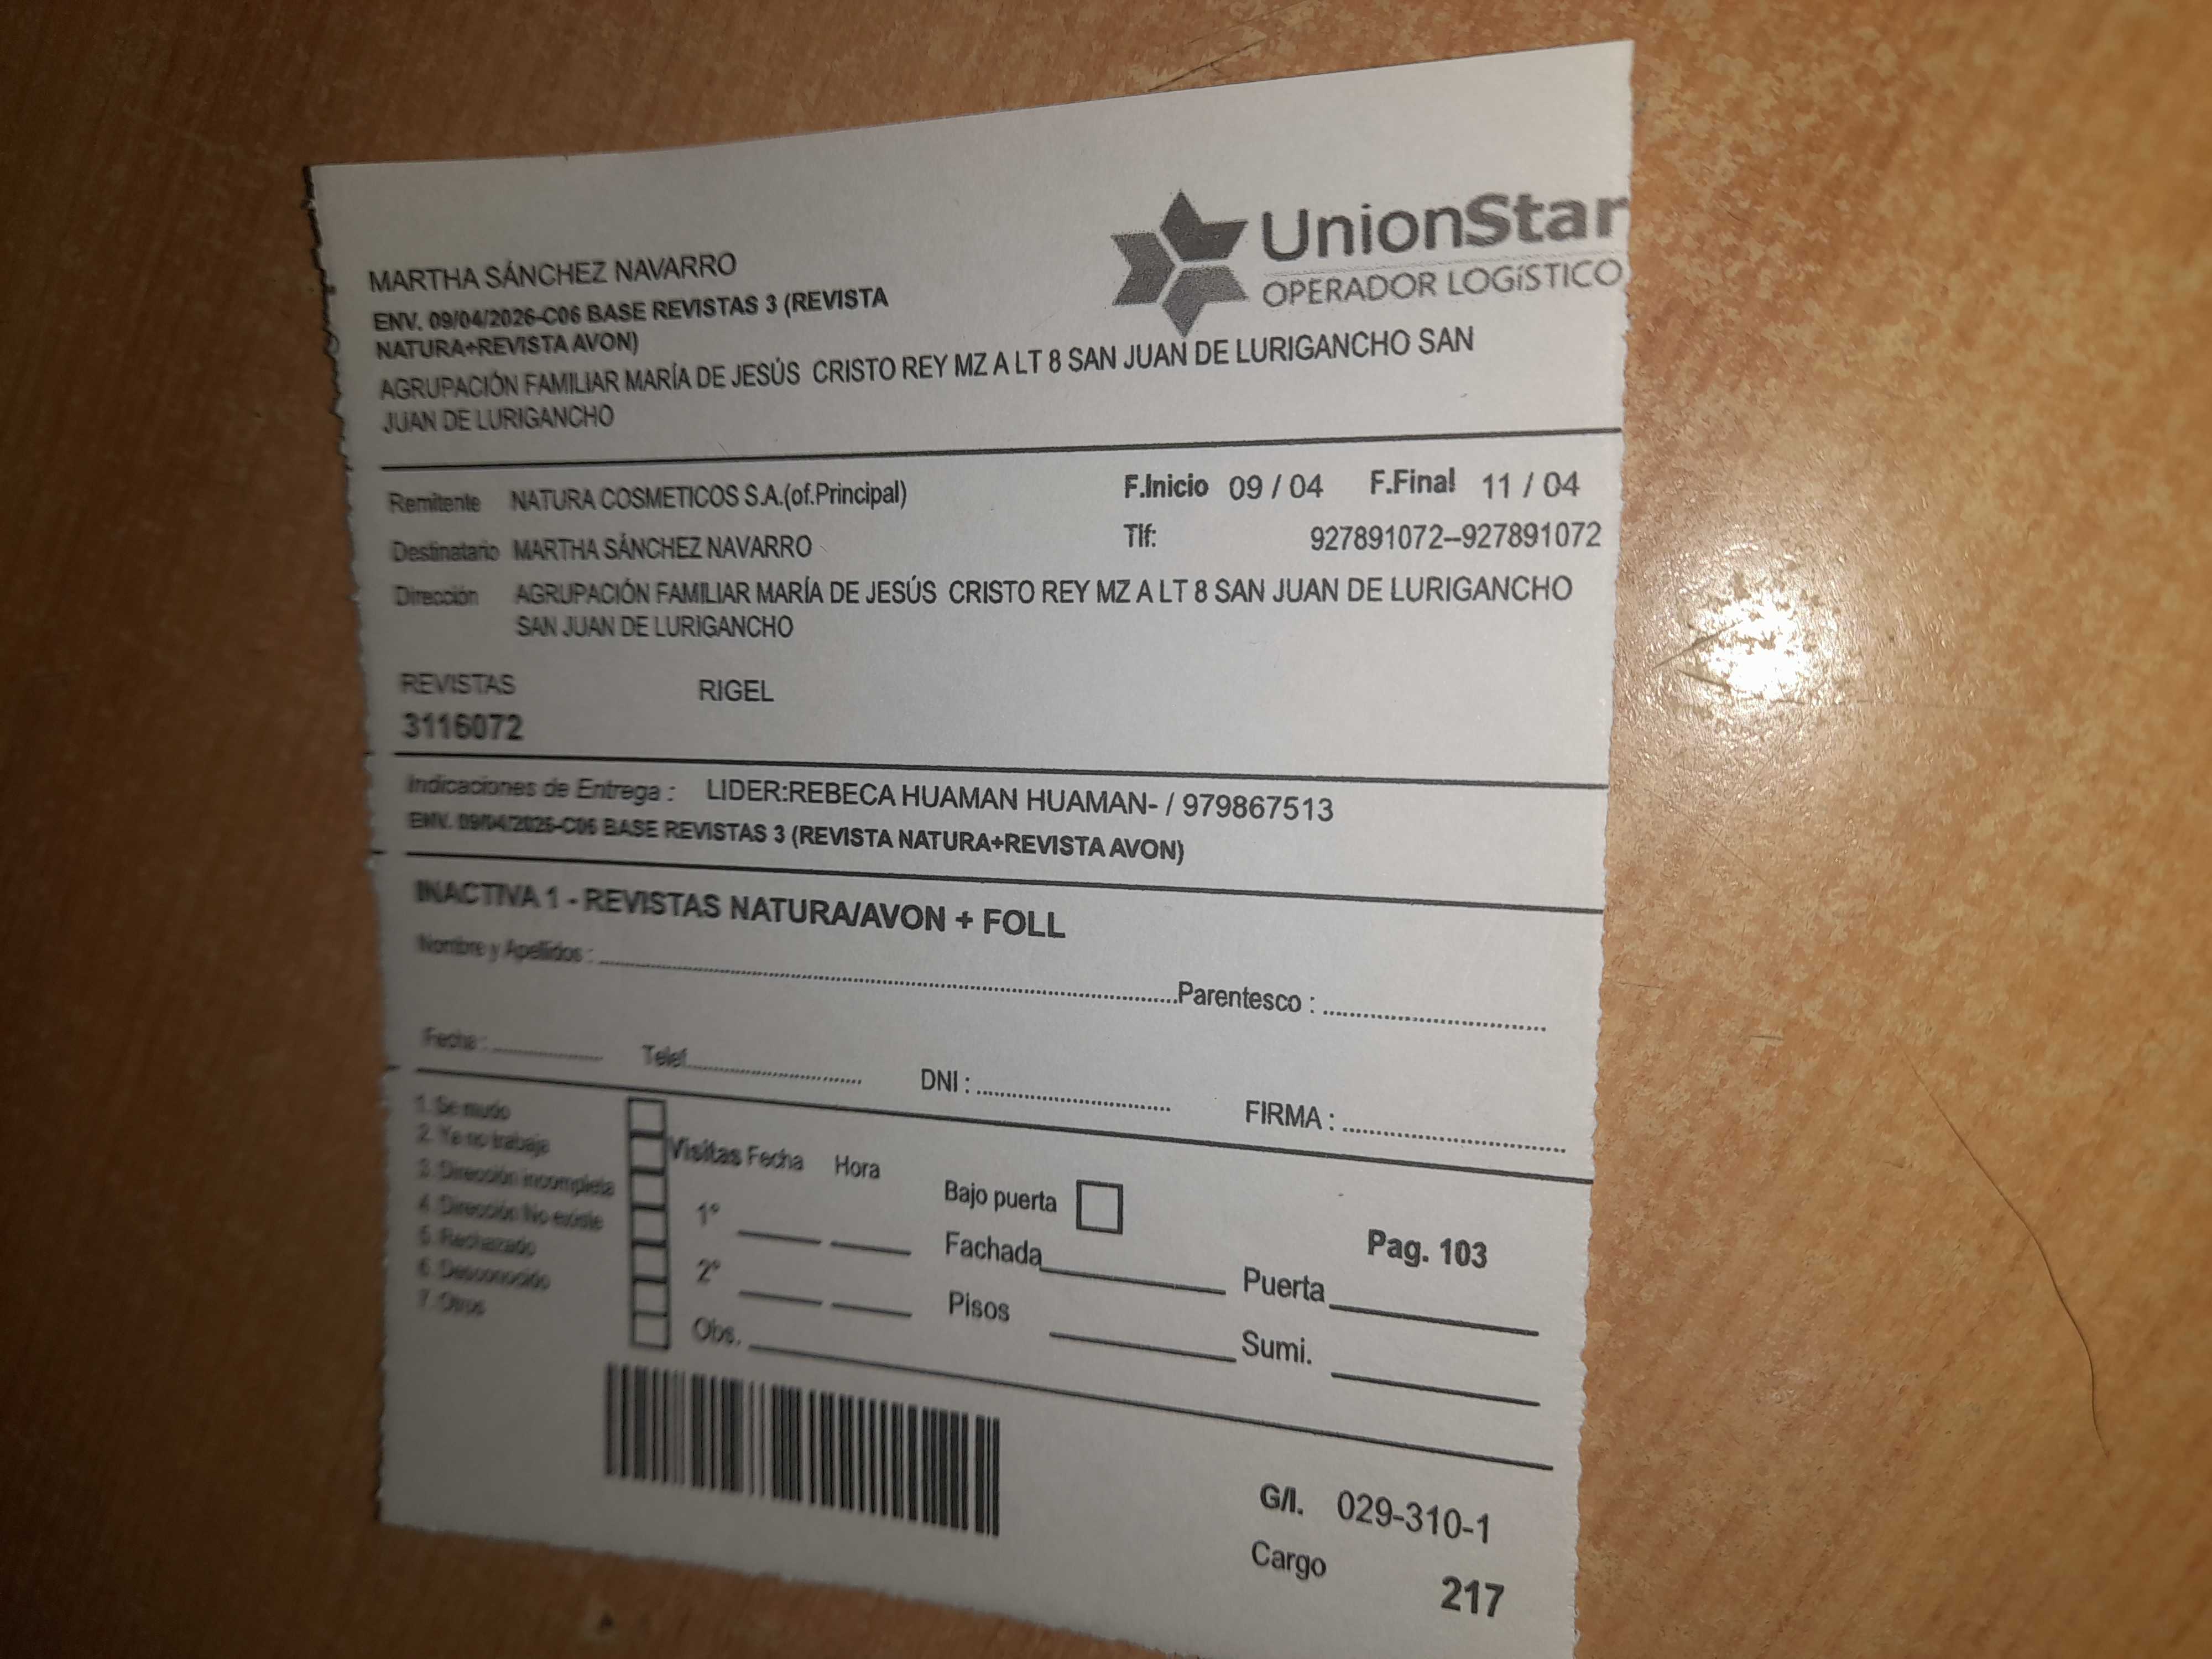 UnionStar
OPERADOR LOGíSTICO
MARTHA SÁNCHEZ NAVARRO
ENV. 09/04/2026-C06 BASE REVISTAS 3 (REVISTA
NATURA+REVISTA AVON)
AGRUPACIÓN FAMILIAR MARÍA DE JESÚS CRISTO REY MZ A LT 8 SAN JUAN DE LURIGANCHO SAN
JUAN DE LURIGANCHO
Remitente NATURA COSMETICOS S.A.(of.Principal) F.Inicio 09 / 04 F.Final 11 / 04
Destinatario MARTHA SÁNCHEZ NAVARRO Tlf: 927891072--927891072
Dirección AGRUPACIÓN FAMILIAR MARÍA DE JESÚS CRISTO REY MZ A LT 8 SAN JUAN DE LURIGANCHO
SAN JUAN DE LURIGANCHO
REVISTAS RIGEL
3116072
Indicaciones de Entrega : LIDER:REBECA HUAMAN HUAMAN- / 979867513
ENV. 09/04/2026-C06 BASE REVISTAS 3 (REVISTA NATURA+REVISTA AVON)
INACTIVA 1 - REVISTAS NATURA/AVON + FOLL
Nombre y Apellidos : Parentesco :
Fecha : Telef. DNI : FIRMA :
1. Se mudo
2. Ya no trabaja
3. Dirección incompleta
4. Dirección No existe
5. Rechazado
6. Desconocido
7. Otros
Visitas Fecha Hora
1°
2°
Obs.
Bajo puerta
Fachada Puerta
Pisos Sumi.
Pag. 103
G/I. 029-310-1
Cargo 217